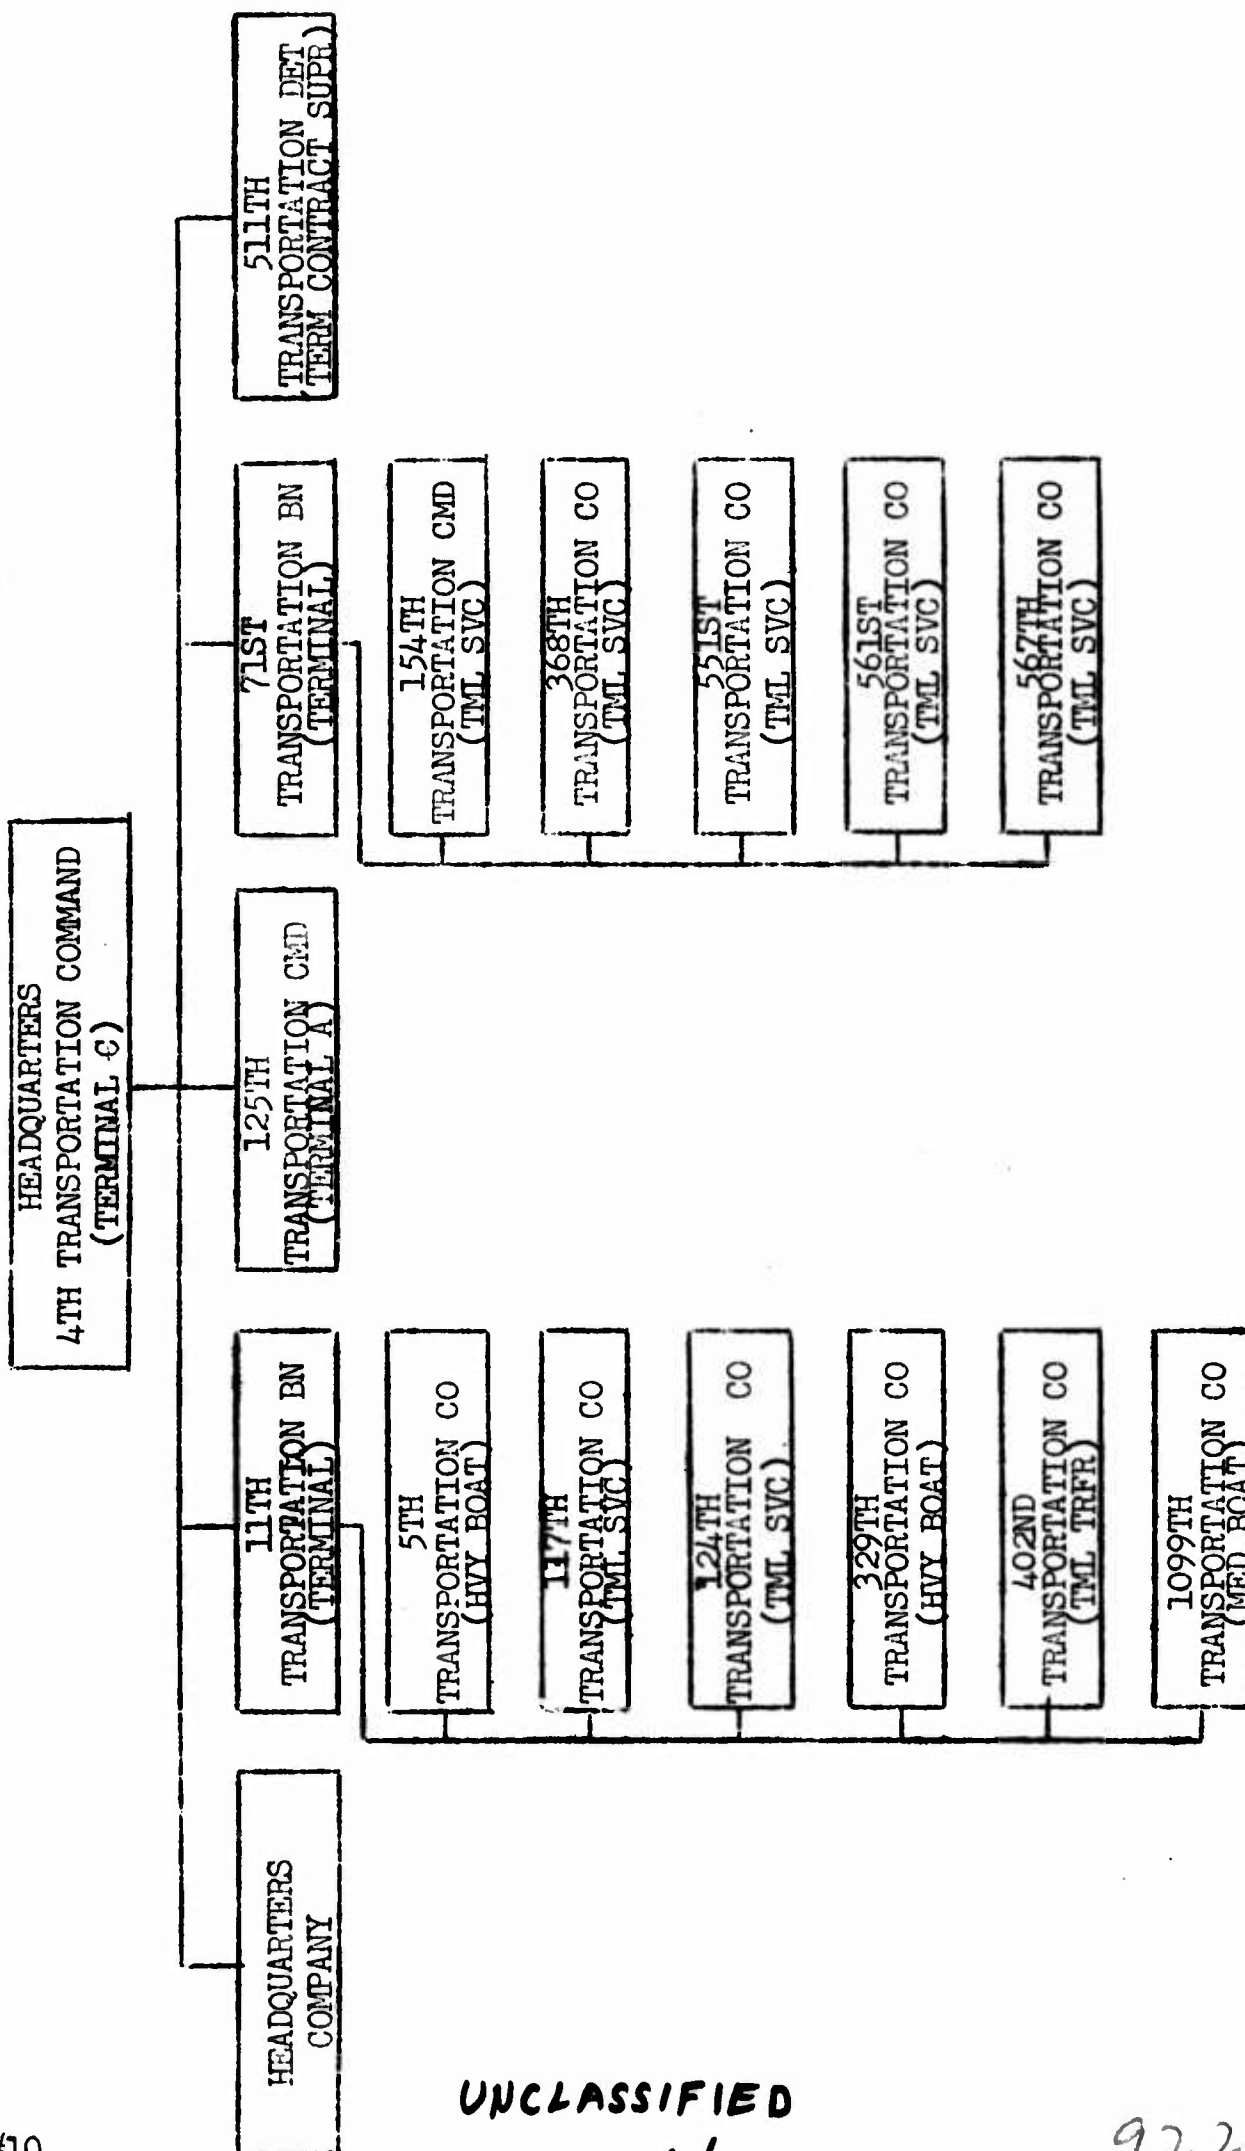 HEADQUARTERS
4TH TRANSPORTATION COMMAND
(TERMINAL C)
HEADQUARTERS
COMPANY
11TH
TRANSPORTATION BN
(TERMINAL)
5TH
TRANSPORTATION CO
(HVY BOAT)
117TH
TRANSPORTATION CO
(TML SVC)
124TH
TRANSPORTATION CO
(TML SVC)
329TH
TRANSPORTATION CO
(HVY BOAT)
402ND
TRANSPORTATION CO
(TML TRFR)
1099TH
TRANSPORTATION CO
(MED BOAT)
125TH
TRANSPORTATION CMD
(TERMINAL A)
71ST
TRANSPORTATION BN
(TERMINAL)
154TH
TRANSPORTATION CMD
(TML SVC)
368TH
TRANSPORTATION CO
(TML SVC)
551ST
TRANSPORTATION CO
(TML SVC)
561ST
TRANSPORTATION CO
(TML SVC)
567TH
TRANSPORTATION CO
(TML SVC)
511TH
TRANSPORTATION DET
(TERM CONTRACT SUPR)
UNCLASSIFIED